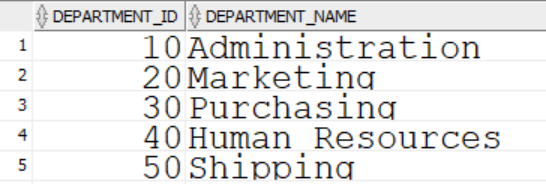 DEPARTMENT_ID DEPARTMENT_NAME
1 10 Administration
2 20 Marketing
3 30 Purchasing
4 40 Human Resources
5 50 Shipping